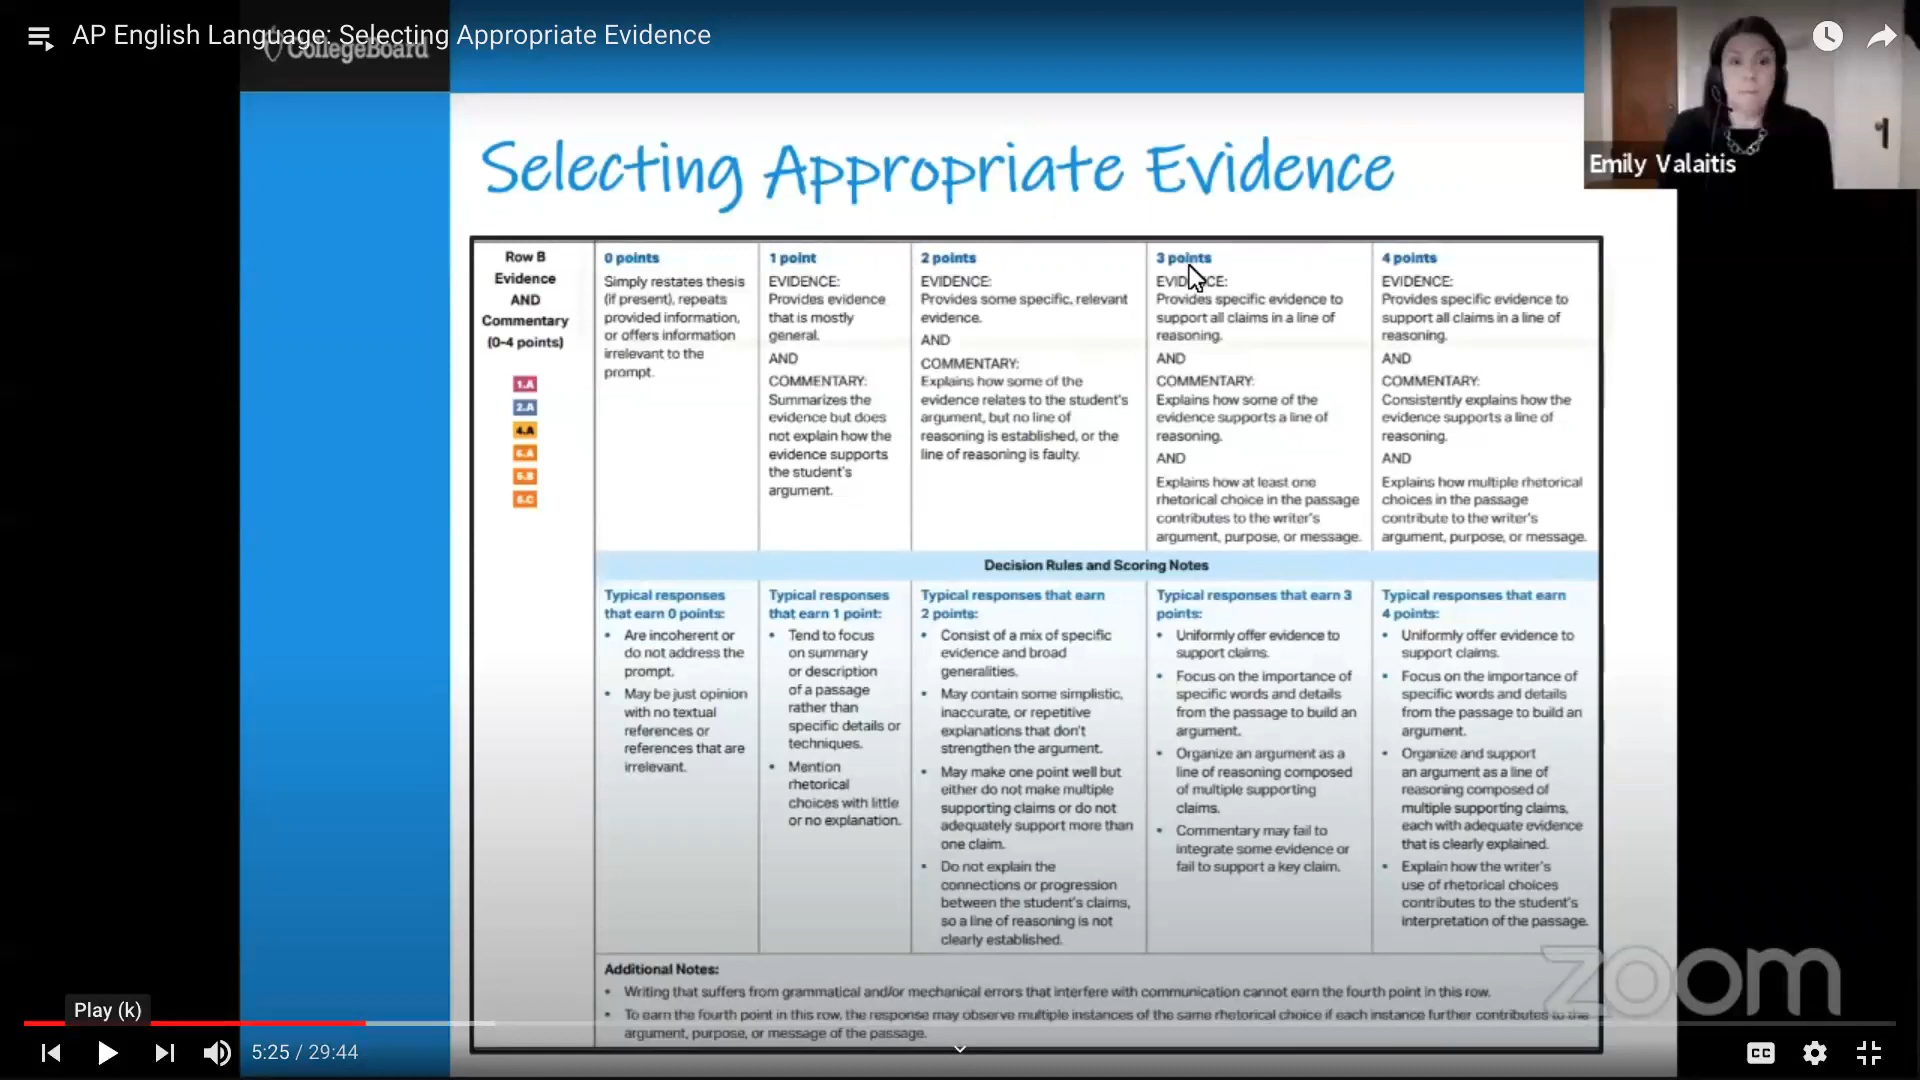 AP English Language: Selecting Appropriate Evidence
CollegeBoard
Emily Valaitis
Selecting Appropriate Evidence
Row B
Evidence
AND
Commentary
(0-4 points)
1.A
2.A
4.A
6.A
6.B
6.C
0 points
Simply restates thesis
(if present), repeats
provided information,
or offers information
irrelevant to the
prompt.
1 point
EVIDENCE:
Provides evidence
that is mostly
general.
AND
COMMENTARY:
Summarizes the
evidence but does
not explain how the
evidence supports
the student's
argument.
2 points
EVIDENCE:
Provides some specific, relevant
evidence.
AND
COMMENTARY:
Explains how some of the
evidence relates to the student's
argument, but no line of
reasoning is established, or the
line of reasoning is faulty.
3 points
EVIDENCE:
Provides specific evidence to
support all claims in a line of
reasoning.
AND
COMMENTARY:
Explains how some of the
evidence supports a line of
reasoning.
AND
Explains how at least one
rhetorical choice in the passage
contributes to the writer's
argument, purpose, or message.
4 points
EVIDENCE:
Provides specific evidence to
support all claims in a line of
reasoning.
AND
COMMENTARY:
Consistently explains how the
evidence supports a line of
reasoning.
AND
Explains how multiple rhetorical
choices in the passage
contribute to the writer's
argument, purpose, or message.
Decision Rules and Scoring Notes
Typical responses
that earn 0 points:
• Are incoherent or
do not address the
prompt.
• May be just opinion
with no textual
references or
references that are
irrelevant.
Typical responses
that earn 1 point:
• Tend to focus
on summary
or description
of a passage
rather than
specific details or
techniques.
• Mention
rhetorical
choices with little
or no explanation.
Typical responses that earn
2 points:
• Consist of a mix of specific
evidence and broad
generalities.
• May contain some simplistic,
inaccurate, or repetitive
explanations that don't
strengthen the argument.
• May make one point well but
either do not make multiple
supporting claims or do not
adequately support more than
one claim.
• Do not explain the
connections or progression
between the student's claims,
so a line of reasoning is not
clearly established.
Typical responses that earn 3
points:
• Uniformly offer evidence to
support claims.
• Focus on the importance of
specific words and details
from the passage to build an
argument.
• Organize an argument as a
line of reasoning composed
of multiple supporting
claims.
• Commentary may fail to
integrate some evidence or
fail to support a key claim.
Typical responses that earn
4 points:
• Uniformly offer evidence to
support claims.
• Focus on the importance of
specific words and details
from the passage to build an
argument.
• Organize and support
an argument as a line of
reasoning composed of
multiple supporting claims,
each with adequate evidence
that is clearly explained.
• Explain how the writer's
use of rhetorical choices
contributes to the student's
interpretation of the passage.
Additional Notes:
• Writing that suffers from grammatical and/or mechanical errors that interfere with communication cannot earn the fourth point in this row.
• To earn the fourth point in this row, the response may observe multiple instances of the same rhetorical choice if each instance further contributes to the
argument, purpose, or message of the passage.
zoom
Play (k)
5:25 / 29:44
CC